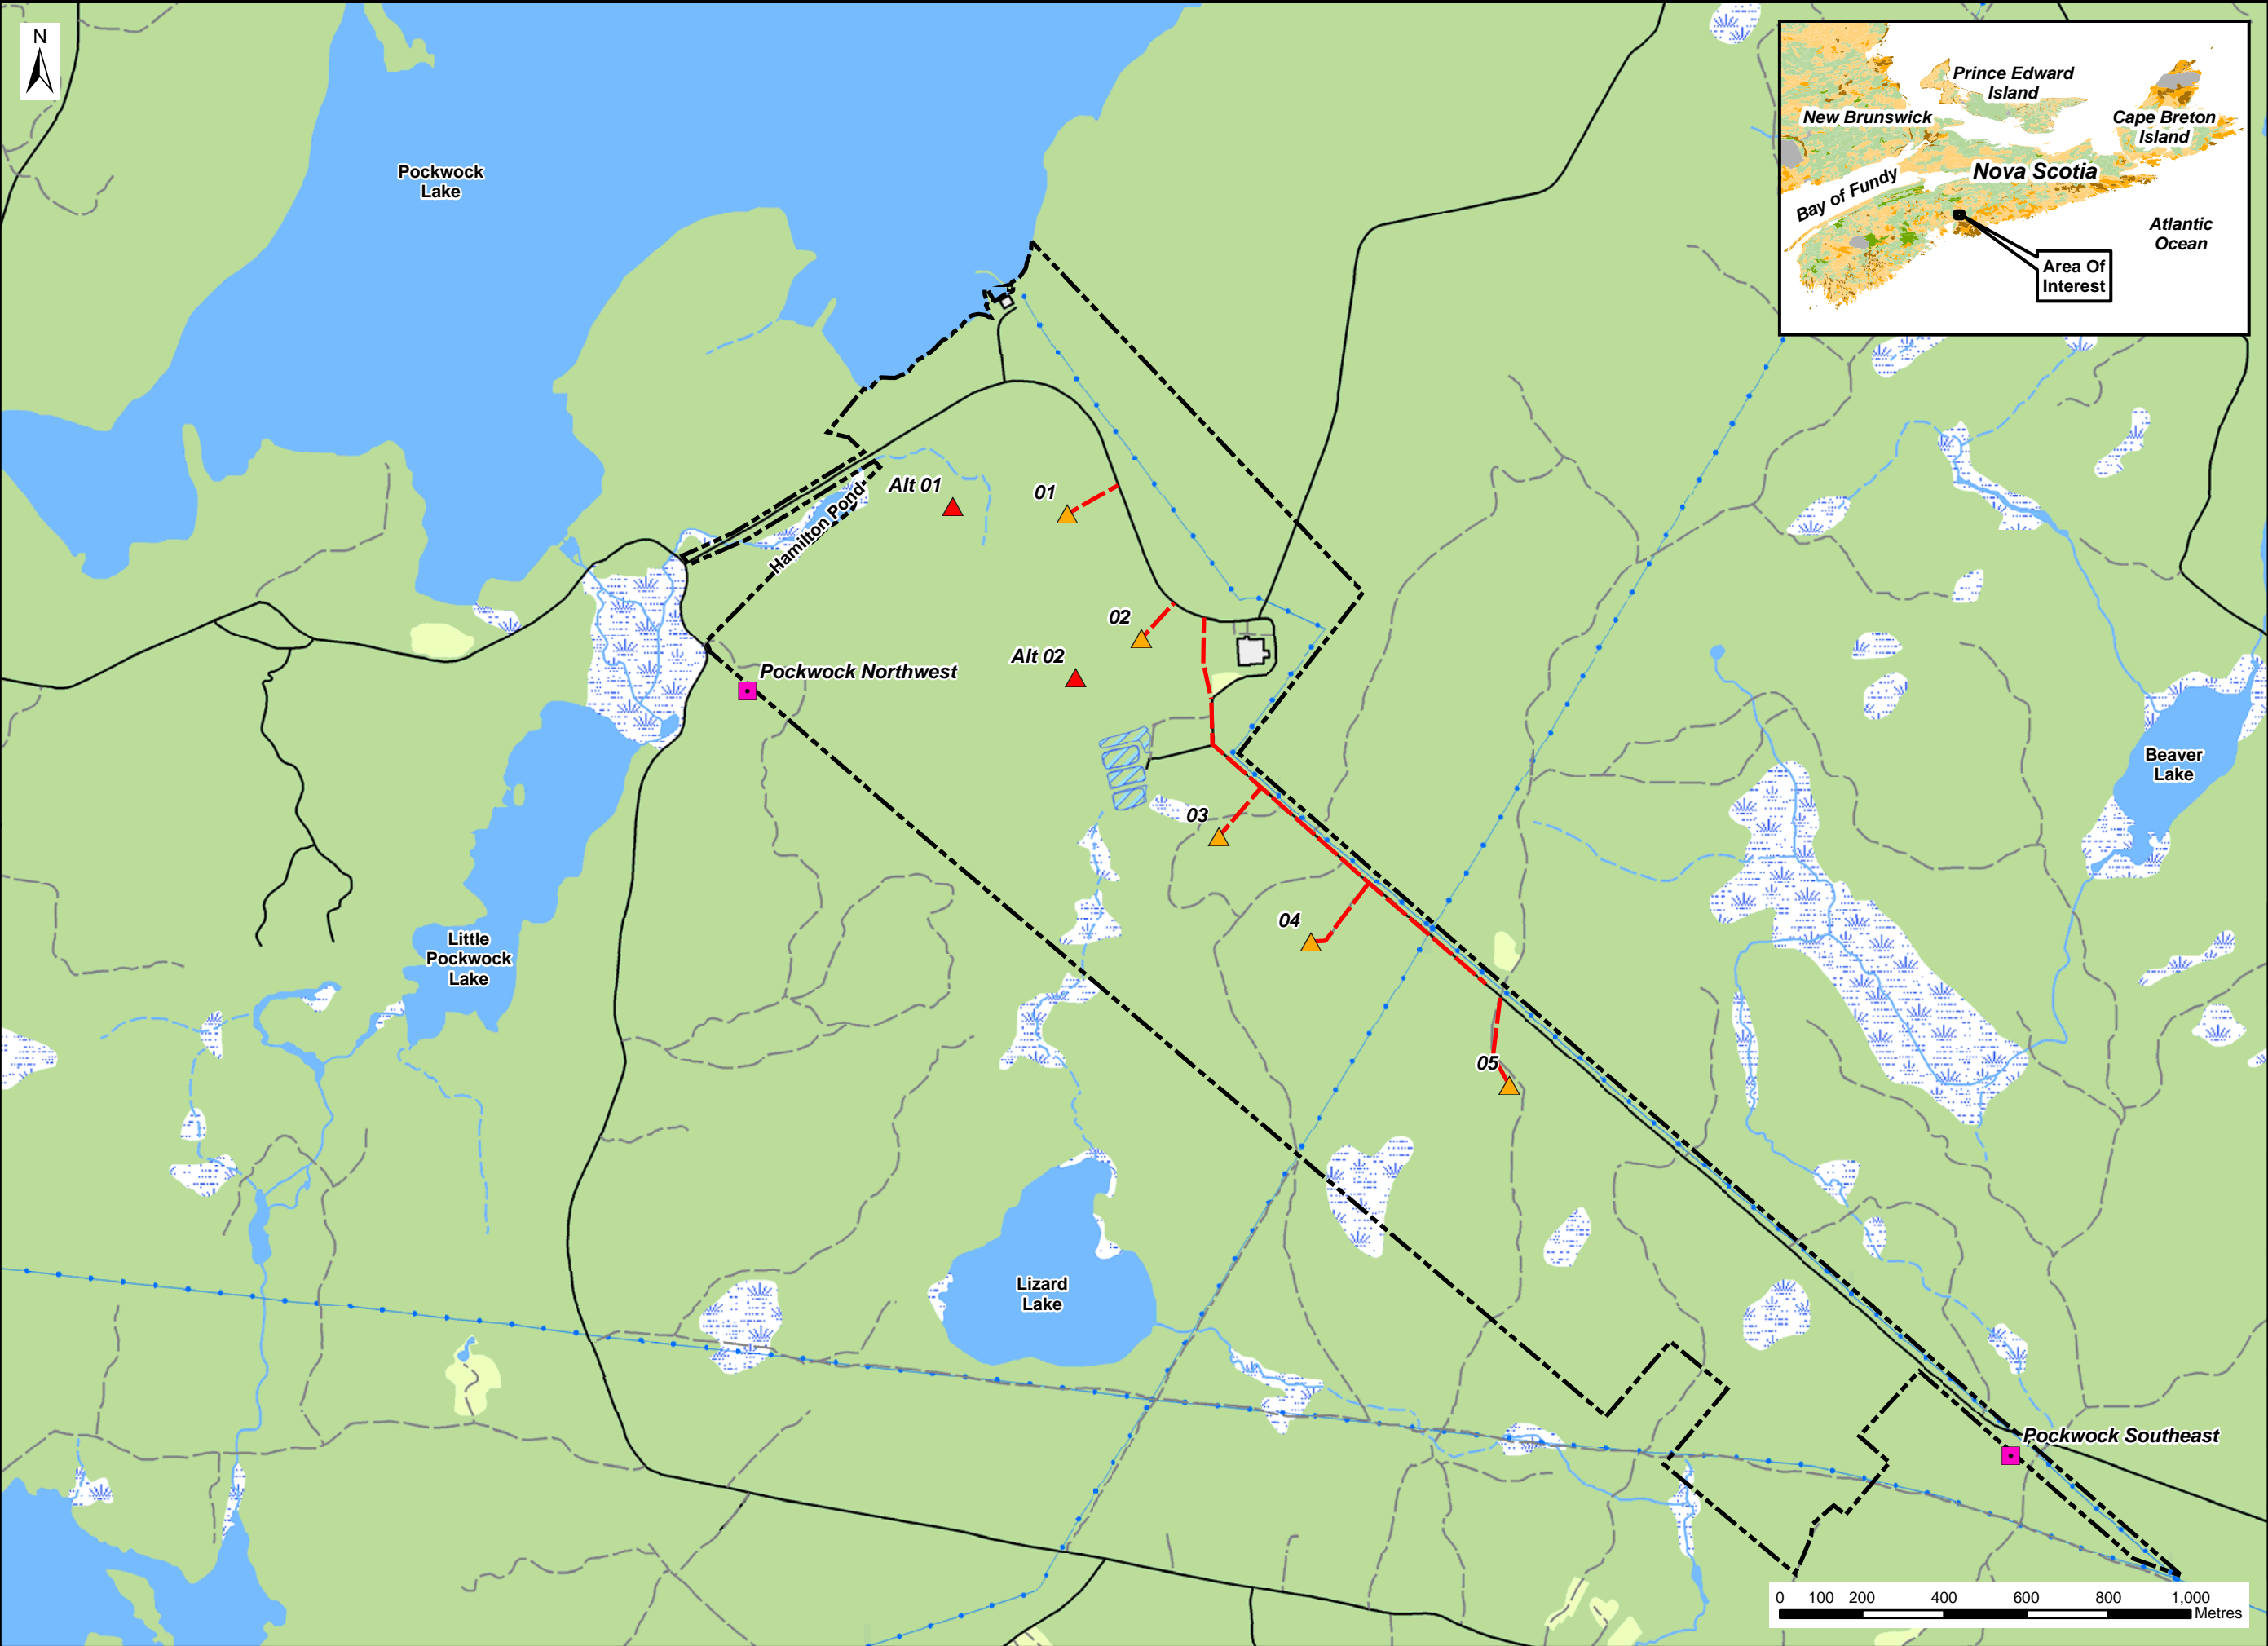 N
Pockwock
Lake
Prince Edward
Island
New Brunswick
Cape Breton
Island
Nova Scotia
Bay of Fundy
Atlantic
Ocean
Area Of
Interest
Alt 01
01
Hamilton Pond
02
Alt 02
Pockwock Northwest
Beaver
Lake
03
04
Little
Pockwock
Lake
05
Lizard
Lake
Pockwock Southeast
0 100 200 400 600 800 1,000
Metres